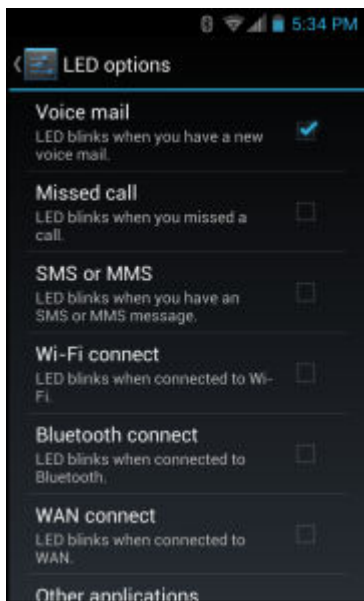 5:34 PM
LED options
Voice mail
LED blinks when you have a new
voice mail.
Missed call
LED blinks when you missed a
call.
SMS or MMS
LED blinks when you have an
SMS or MMS message.
Wi-Fi connect
LED blinks when connected to Wi-
Fi.
Bluetooth connect
LED blinks when connected to
Bluetooth.
WAN connect
LED blinks when connected to
WAN.
Other applications